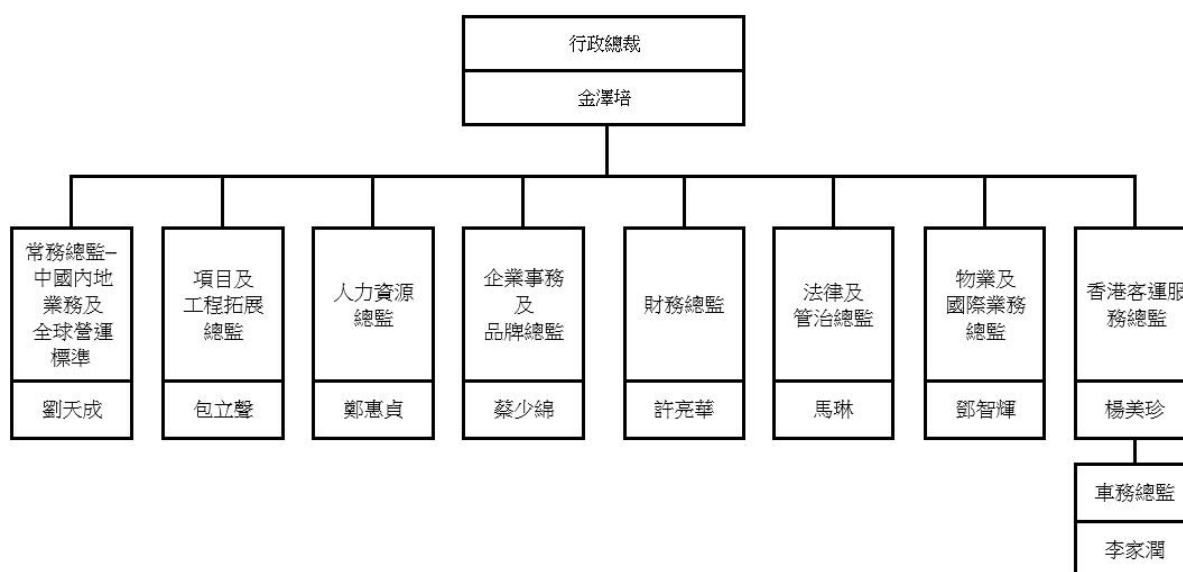 行政總裁
金澤培
常務總監–
中國內地
業務及
全球營運
標準
劉天成
項目及
工程拓展
總監
包立聲
人力資源
總監
鄭惠貞
企業事務
及
品牌總監
蔡少綿
財務總監
許亮華
法律及
管治總監
馬琳
物業及
國際業務
總監
鄧智輝
香港客運服
務總監
楊美珍
車務總監
李家潤